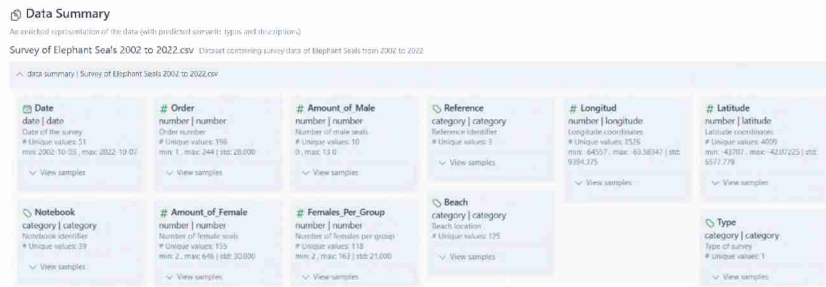 Data Summary
An enriched representation of the data (with predicted semantic types and descriptions)
Survey of Elephant Seals 2002 to 2022.csv Dataset containing survey data of Elephant Seals from 2002 to 2022
data summary | Survey of Elephant Seals 2002 to 2022.csv
Date
date | date
Date of the survey
# Unique values: 51
min: 2002-10-03, max: 2022-10-07
View samples
# Order
number | number
Order number
# Unique values: 196
min: 1, max: 244 | std: 28.000
View samples
# Amount_of_Male
number | number
Number of male seals
# Unique values: 10
0, max: 13.0
View samples
Reference
category | category
Reference identifier
# Unique values: 3
View samples
# Longitud
number | longitude
Longitude coordinates
# Unique values: 3526
9394.375
View samples
# Latitude
number | latitude
Latitude coordinates
# Unique values: 4009
min: -43707, max: -42.07225 | std:
6377.779
View samples
Notebook
category | category
Notebook identifier
# Unique values: 39
View samples
# Amount_of_Female
number | number
Number of female seals
# Unique values: 155
min: 2, max: 646 | std: 30.000
View samples
# Females_Per_Group
number | number
Number of females per group
# Unique values: 118
min: 2, max: 163 | std: 21.000
View samples
Beach
category | category
Beach location
# Unique values: 125
View samples
Type
category | category
Type of survey
# Unique values: 1
View samples